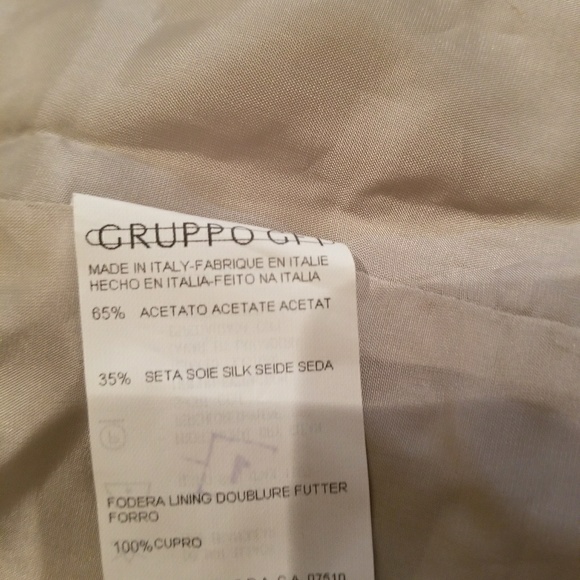 GRUPPO GFT
MADE IN ITALY-FABRIQUE EN ITALIE
HECHO EN ITALIA-FEITO NA ITALIA
65% ACETATO ACETATE ACETAT
35% SETA SOIE SILK SEIDE SEDA
FODERA LINING DOUBLURE FUTTER
FORRO
100%CUPRO